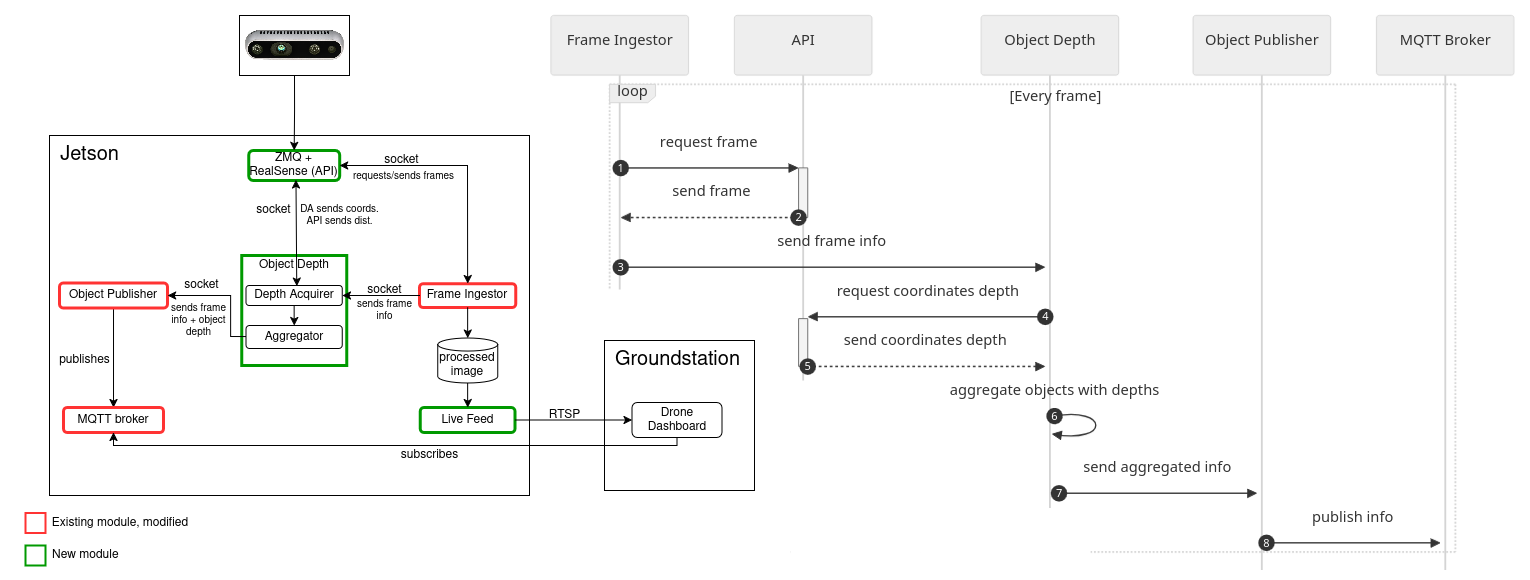 Jetson
ZMQ +
RealSense (API)
socket
requests/sends frames
socket
DA sends coords.
API sends dist.
Object Depth
Object Publisher
socket
sends frame
info + object
depth
Depth Acquirer
Aggregator
socket
sends frame
info
Frame Ingestor
processed
image
publishes
MQTT broker
Live Feed
RTSP
Groundstation
Drone
Dashboard
subscribes
Existing module, modified
New module
Frame Ingestor
API
Object Depth
Object Publisher
MQTT Broker
loop
[Every frame]
request frame
1
send frame
2
send frame info
3
request coordinates depth
4
send coordinates depth
5
aggregate objects with depths
6
send aggregated info
7
publish info
8